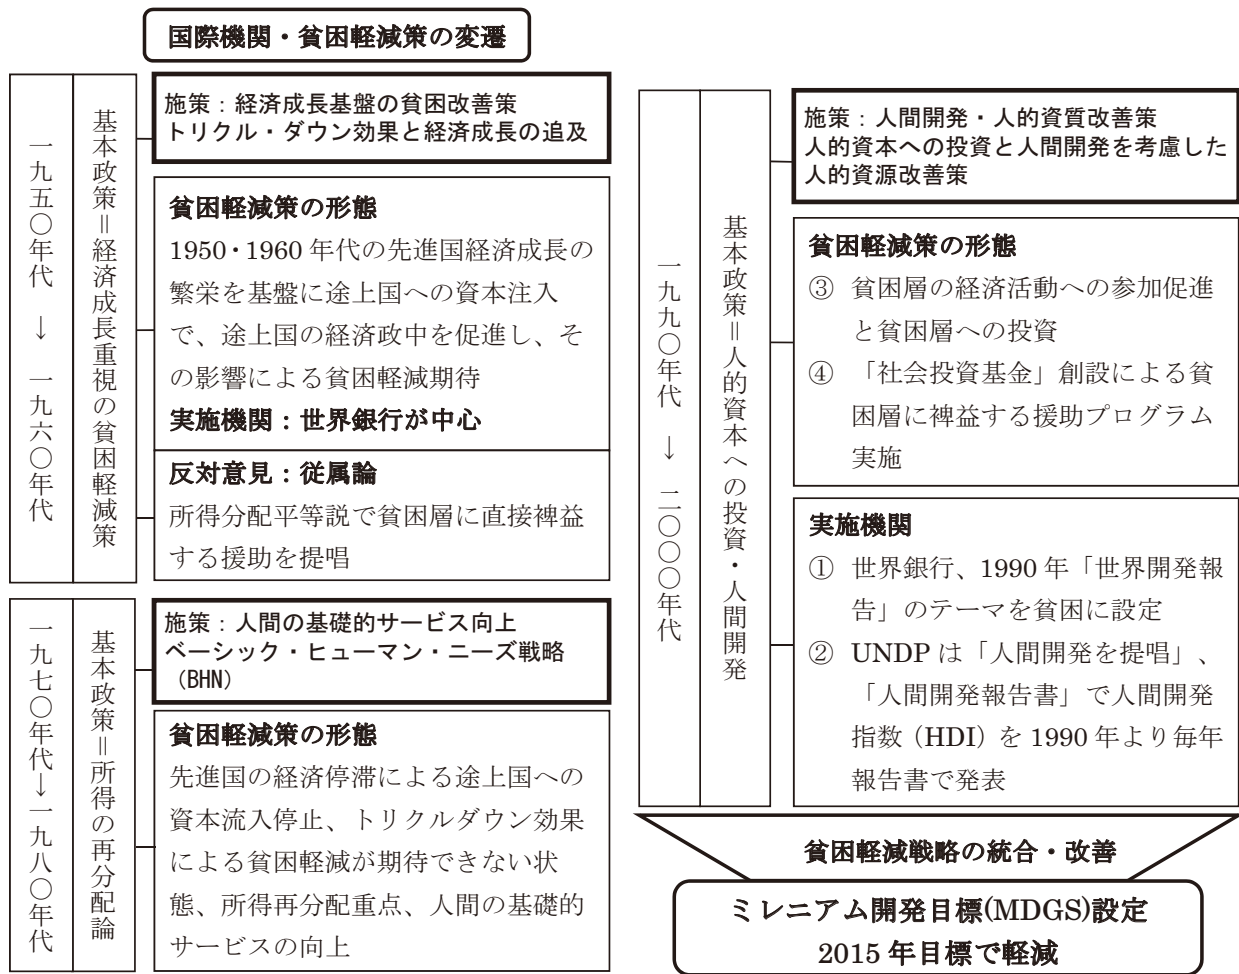 国際機関・貧困軽減策の変遷
一九五〇年代 → 一九六〇年代
基本政策＝経済成長重視の貧困軽減策
施策：経済成長基盤の貧困改善策
トリクル・ダウン効果と経済成長の追及
貧困軽減策の形態
1950・1960 年代の先進国経済成長の
繁栄を基盤に途上国への資本注入
で、途上国の経済政中を促進し、そ
の影響による貧困軽減期待
実施機関：世界銀行が中心
反対意見：従属論
所得分配平等説で貧困層に直接裨益
する援助を提唱
一九七〇年代→一九八〇年代
基本政策＝所得の再分配論
施策：人間の基礎的サービス向上
ベーシック・ヒューマン・ニーズ戦略
（BHN）
貧困軽減策の形態
先進国の経済停滞による途上国への
資本流入停止、トリクルダウン効果
による貧困軽減が期待できない状
態、所得再分配重点、人間の基礎的
サービスの向上
一九九〇年代 → 二〇〇〇年代
基本政策＝人的資本への投資・人間開発
施策：人間開発・人的資質改善策
人的資本への投資と人間開発を考慮した
人的資源改善策
貧困軽減策の形態
③ 貧困層の経済活動への参加促進
と貧困層への投資
④ 「社会投資基金」創設による貧
困層に裨益する援助プログラム
実施
実施機関
① 世界銀行、1990 年「世界開発報
告」のテーマを貧困に設定
② UNDP は「人間開発を提唱」、
「人間開発報告書」で人間開発
指数（HDI）を 1990 年より毎年
報告書で発表
貧困軽減戦略の統合・改善
ミレニアム開発目標(MDGS)設定
2015 年目標で軽減